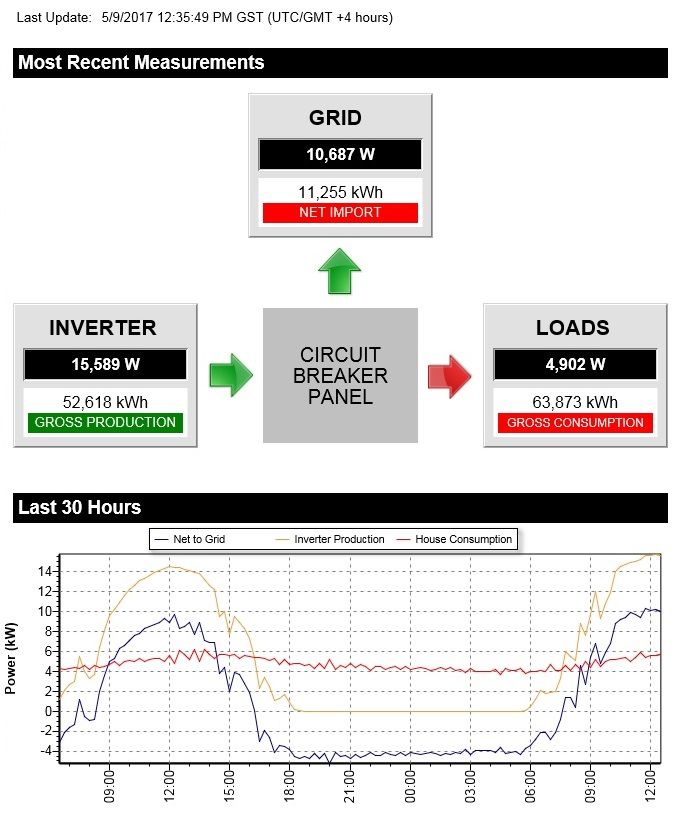 Last Update: 5/9/2017 12:35:49 PM GST (UTC/GMT +4 hours)
Most Recent Measurements
GRID
10,687 W
11,255 kWh
NET IMPORT
INVERTER
15,589 W
52,618 kWh
GROSS PRODUCTION
CIRCUIT
BREAKER
PANEL
LOADS
4,902 W
63,873 kWh
GROSS CONSUMPTION
Last 30 Hours
Net to Grid Inverter Production House Consumption
Power (kW)
14
12
10
8
6
4
2
0
-2
-4
09:00 12:00 15:00 18:00 21:00 00:00 03:00 06:00 09:00 12:00